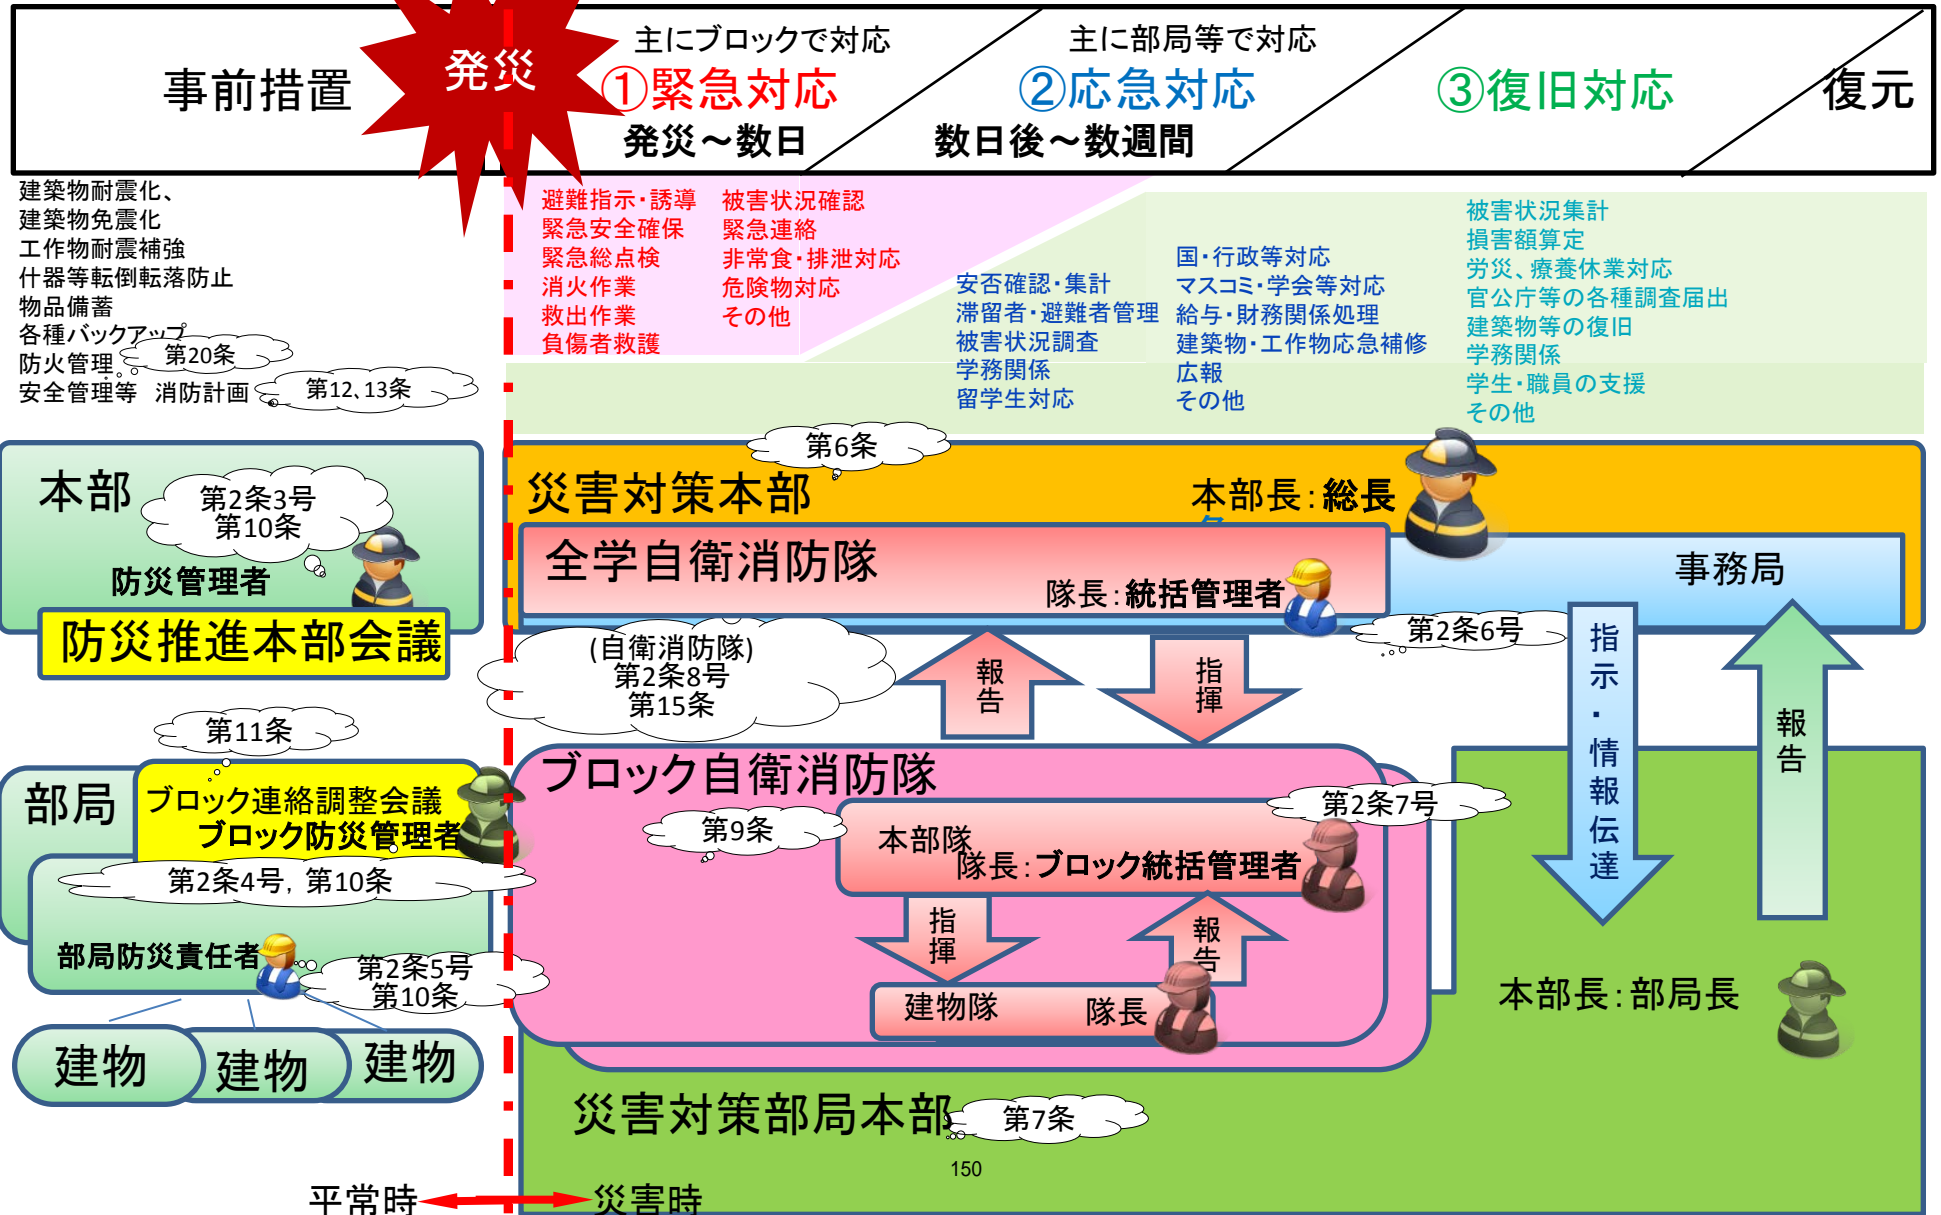 事前措置
発災
主にブロックで対応
①緊急対応
発災～数日
主に部局等で対応
②応急対応
数日後～数週間
③復旧対応
復元
建築物耐震化、
建築物免震化
工作物耐震補強
什器等転倒転落防止
物品備蓄
各種バックアップ
防火管理
第20条
安全管理等　消防計画
第12、13条
避難指示・誘導
緊急安全確保
緊急総点検
消火作業
救出作業
負傷者救護
被害状況確認
緊急連絡
非常食・排泄対応
危険物対応
その他
安否確認・集計
滞留者・避難者管理
被害状況調査
学務関係
留学生対応
国・行政等対応
マスコミ・学会等対応
給与・財務関係処理
建築物・工作物応急補修
広報
その他
被害状況集計
損害額算定
労災、療養休業対応
官公庁等の各種調査届出
建築物等の復旧
学務関係
学生・職員の支援
その他
本部
第2条3号
第10条
防災管理者
防災推進本部会議
第6条
災害対策本部
本部長：総長
全学自衛消防隊
隊長：統括管理者
事務局
第2条6号
(自衛消防隊)
第2条8号
第15条
報告
指揮
指示・情報伝達
報告
第11条
部局
ブロック連絡調整会議
ブロック防災管理者
第2条4号，第10条
部局防災責任者
第2条5号
第10条
建物
建物
建物
ブロック自衛消防隊
第9条
第2条7号
本部隊
隊長：ブロック統括管理者
指揮
報告
建物隊
隊長
本部長：部局長
災害対策部局本部
第7条
150
平常時
災害時